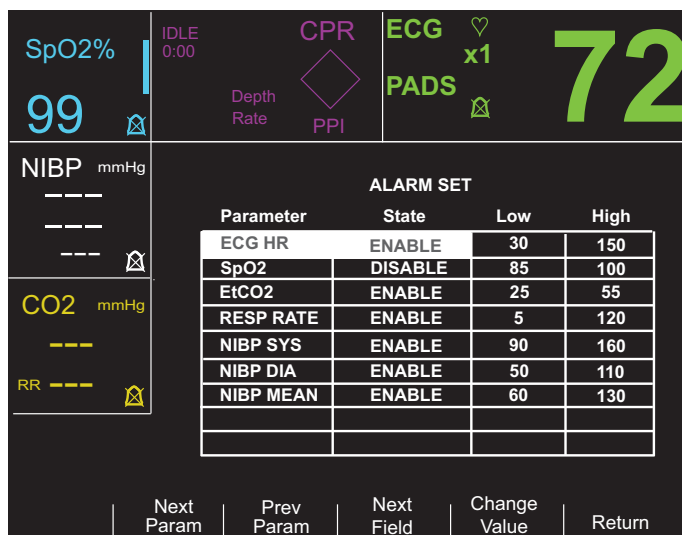 SpO2%
99
IDLE
0:00
CPR
Depth
Rate
PPI
ECG
x1
PADS
72
NIBP mmHg
---
---
---
CO2 mmHg
---
RR ---
ALARM SET
Parameter State Low High
ECG HR ENABLE 30 150
SpO2 DISABLE 85 100
EtCO2 ENABLE 25 55
RESP RATE ENABLE 5 120
NIBP SYS ENABLE 90 160
NIBP DIA ENABLE 50 110
NIBP MEAN ENABLE 60 130
Next Param
Prev Param
Next Field
Change Value
Return